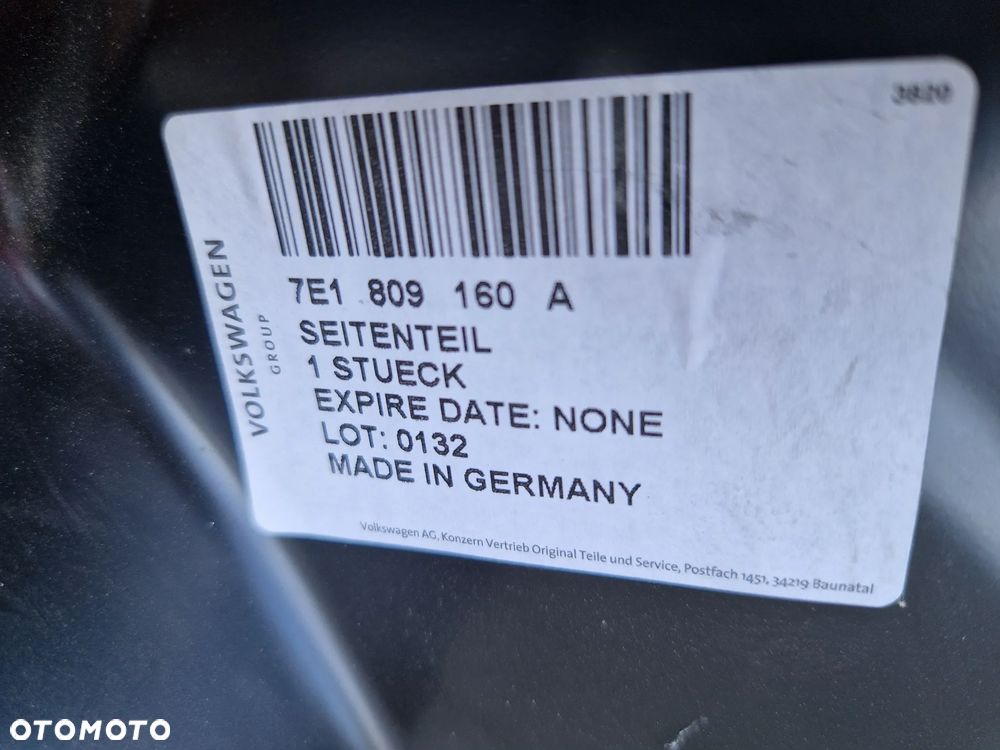 3820
VOLKSWAGEN
GROUP
7E1 809 160 A
SEITENTEIL
1 STUECK
EXPIRE DATE: NONE
LOT: 0132
MADE IN GERMANY
Volkswagen AG, Konzern Vertrieb Original Teile und Service, Postfach 1451, 34219 Baunatal
OTOMOTO